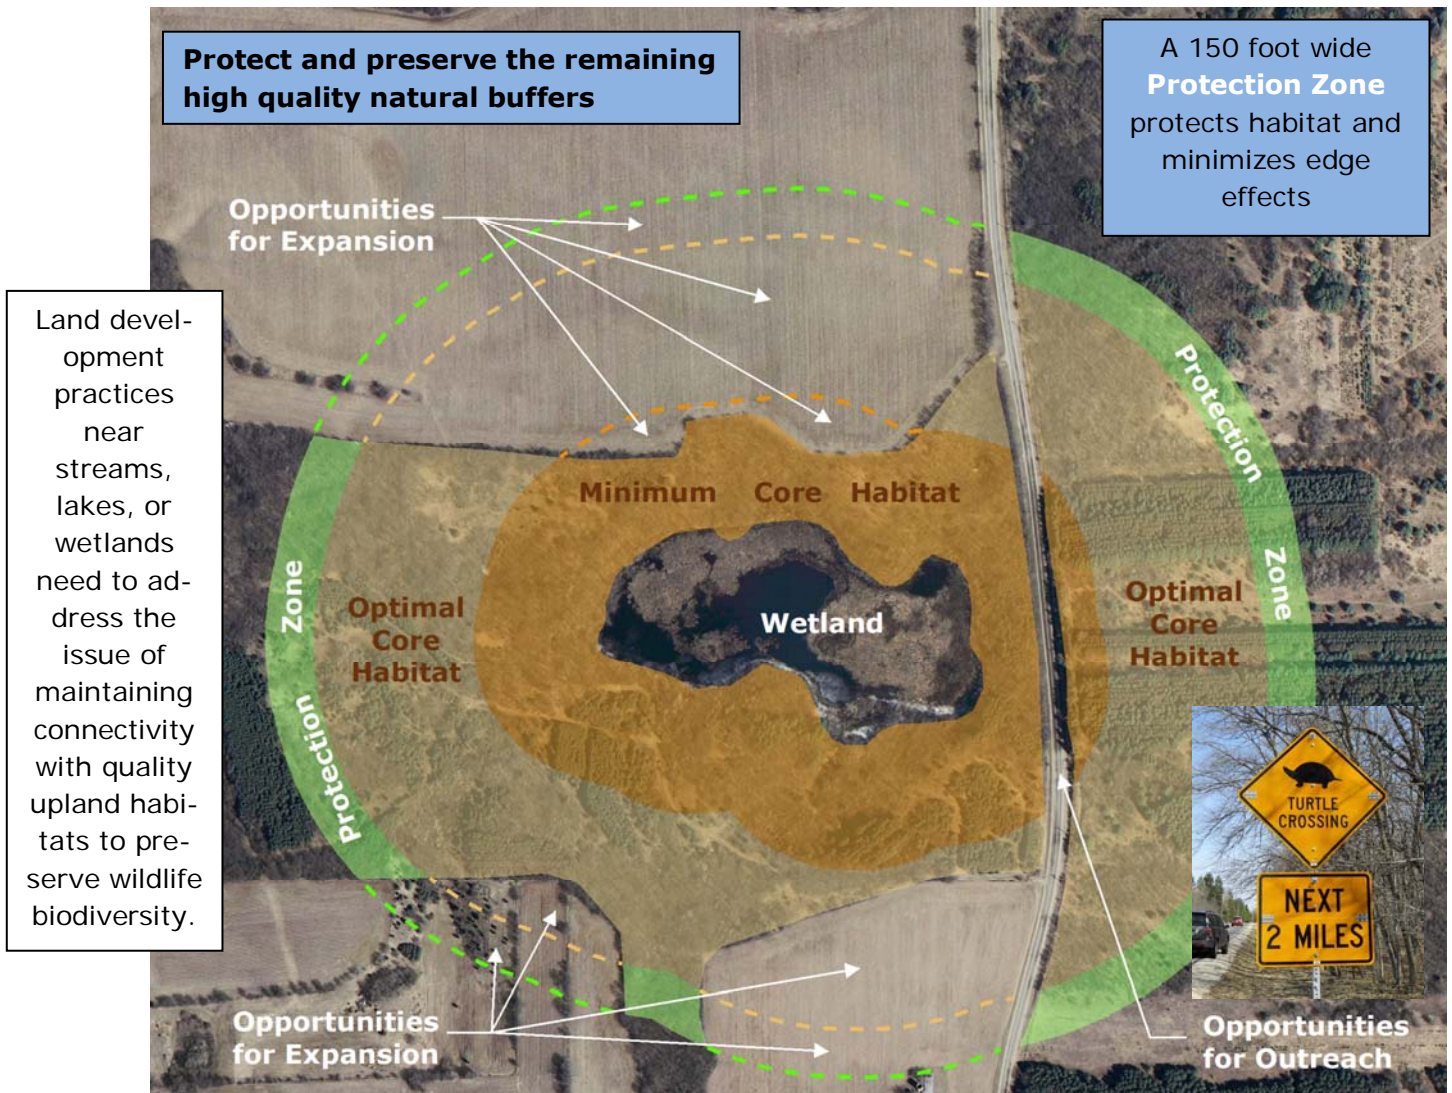 Protect and preserve the remaining
high quality natural buffers
A 150 foot wide
Protection Zone
protects habitat and
minimizes edge
effects
Opportunities
for Expansion
Land devel-
opment
practices
near
streams,
lakes, or
wetlands
need to ad-
dress the
issue of
maintaining
connectivity
with quality
upland habi-
tats to pre-
serve wildlife
biodiversity.
Protection
Zone
Minimum Core Habitat
Wetland
Optimal
Core
Habitat
Optimal
Core
Habitat
Zone
Protection
TURTLE
CROSSING
NEXT
2 MILES
Opportunities
for Expansion
Opportunities
for Outreach